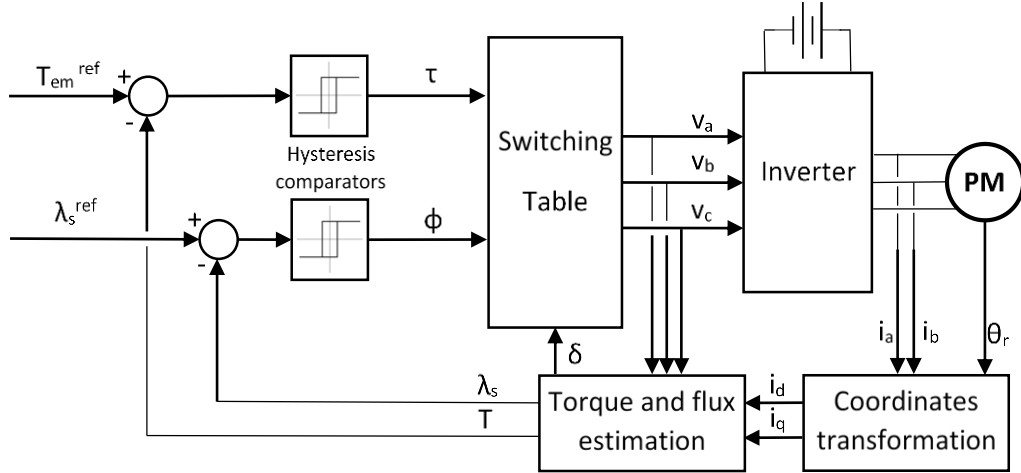 T_em^ref
+
-
τ
Hysteresis
comparators
Switching
Table
v_a
v_b
v_c
Inverter
PM
λ_s^ref
+
-
ϕ
δ
i_a
i_b
θ_r
λ_s
T
Torque and flux
estimation
i_d
i_q
Coordinates
transformation